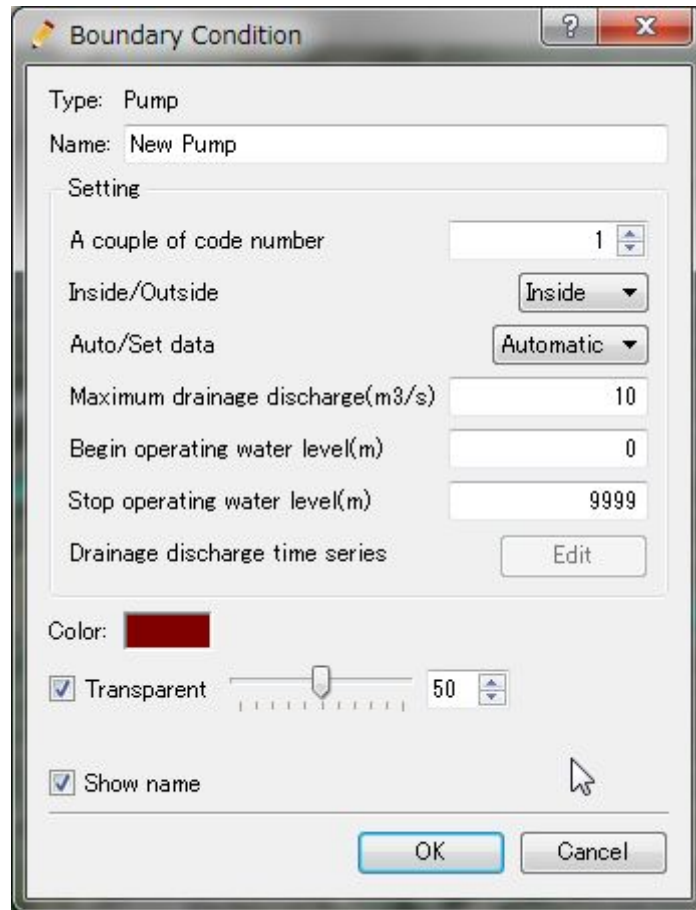 Boundary Condition
Type: Pump
Name: New Pump
Setting
A couple of code number 1
Inside/Outside Inside
Auto/Set data Automatic
Maximum drainage discharge(m3/s) 10
Begin operating water level(m) 0
Stop operating water level(m) 9999
Drainage discharge time series Edit
Color:
Transparent 50
Show name
OK Cancel